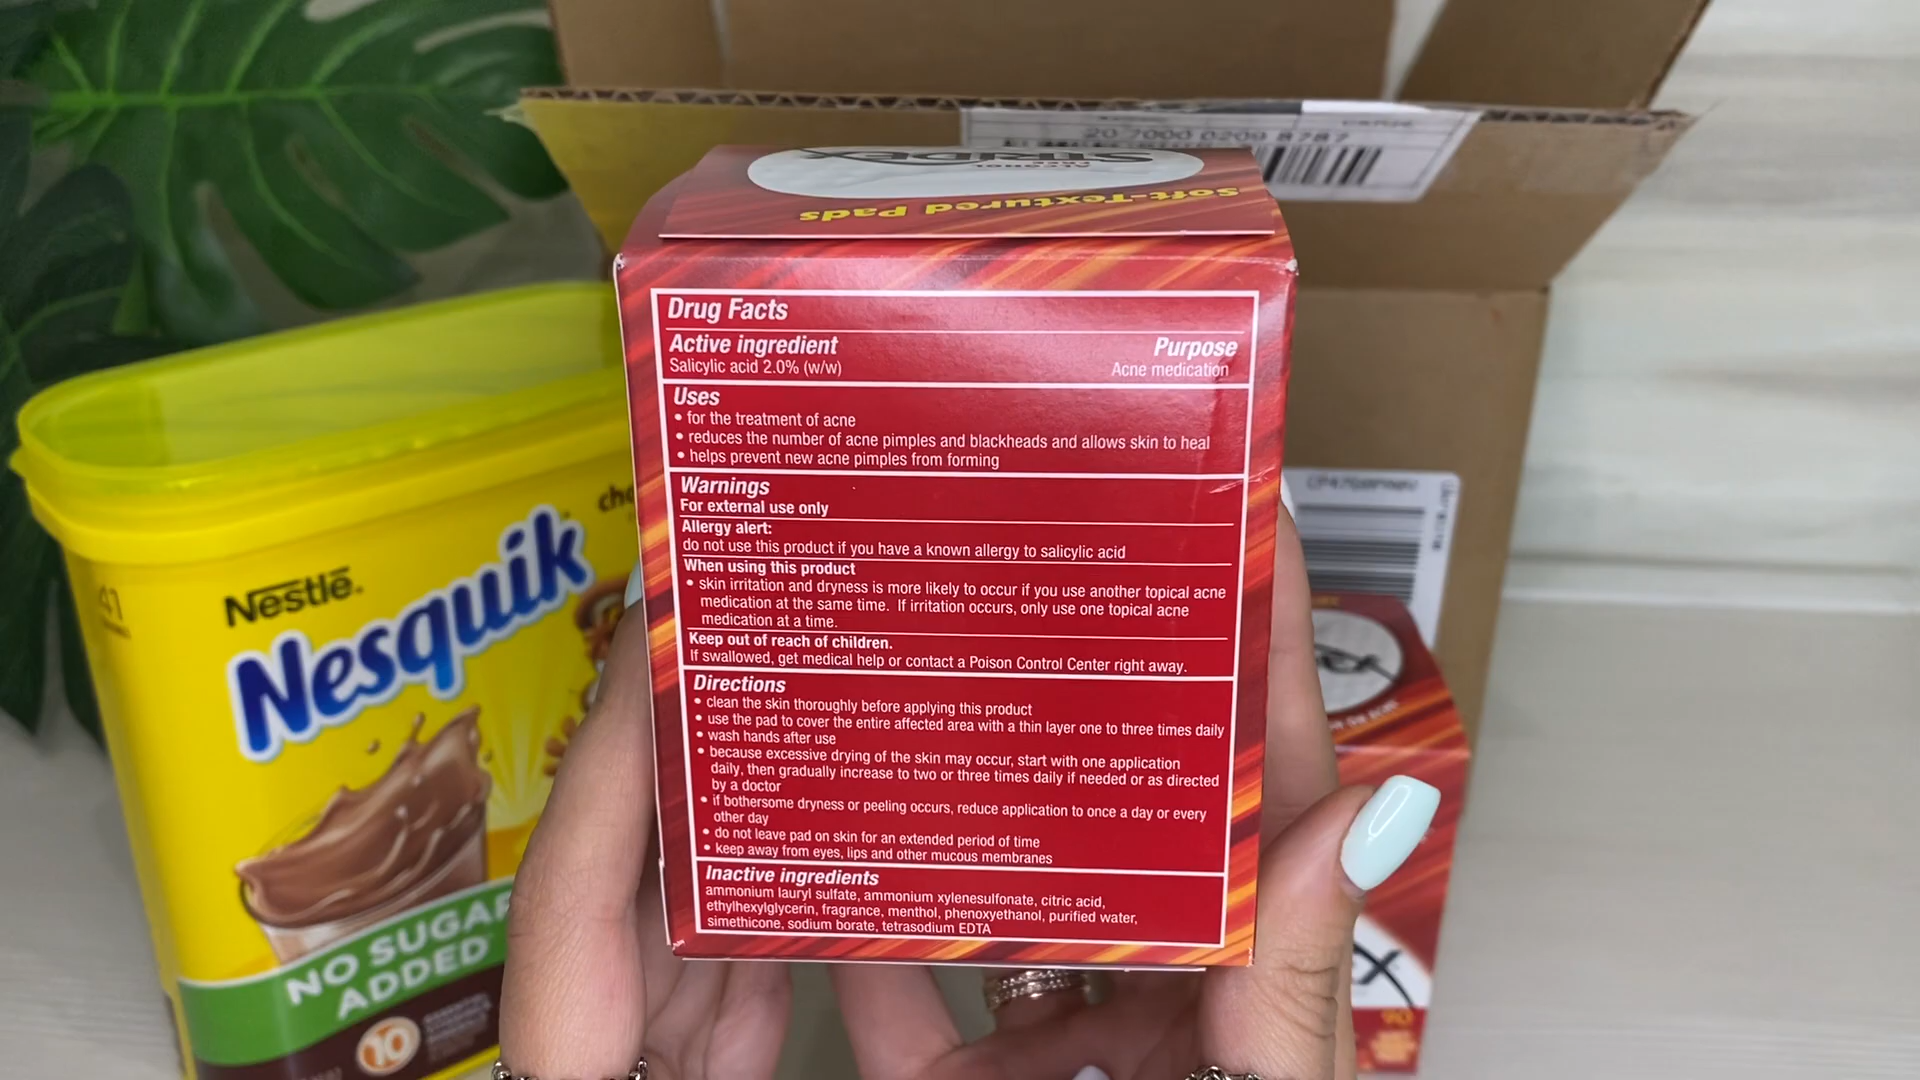 20 7000 0209 8787
ALCOHOL
FREE
STRIDEX
Soft-Textured Pads
Drug Facts
Active ingredient
Purpose
Salicylic acid 2.0% (w/w)
Acne medication
Uses
• for the treatment of acne
• reduces the number of acne pimples and blackheads and allows skin to heal
• helps prevent new acne pimples from forming
Warnings
For external use only
Allergy alert:
do not use this product if you have a known allergy to salicylic acid
When using this product
• skin irritation and dryness is more likely to occur if you use another topical acne
medication at the same time. If irritation occurs, only use one topical acne
medication at a time.
Keep out of reach of children.
If swallowed, get medical help or contact a Poison Control Center right away.
Directions
• clean the skin thoroughly before applying this product
• use the pad to cover the entire affected area with a thin layer one to three times daily
• wash hands after use
• because excessive drying of the skin may occur, start with one application
daily, then gradually increase to two or three times daily if needed or as directed
by a doctor
• if bothersome dryness or peeling occurs, reduce application to once a day or every
other day
• do not leave pad on skin for an extended period of time
• keep away from eyes, lips and other mucous membranes
Inactive ingredients
ammonium lauryl sulfate, ammonium xylenesulfonate, citric acid,
ethylhexylglycerin, fragrance, menthol, phenoxyethanol, purified water,
simethicone, sodium borate, tetrasodium EDTA
41
Nestlé
Nesquik
NO SUGAR
ADDED
10
90